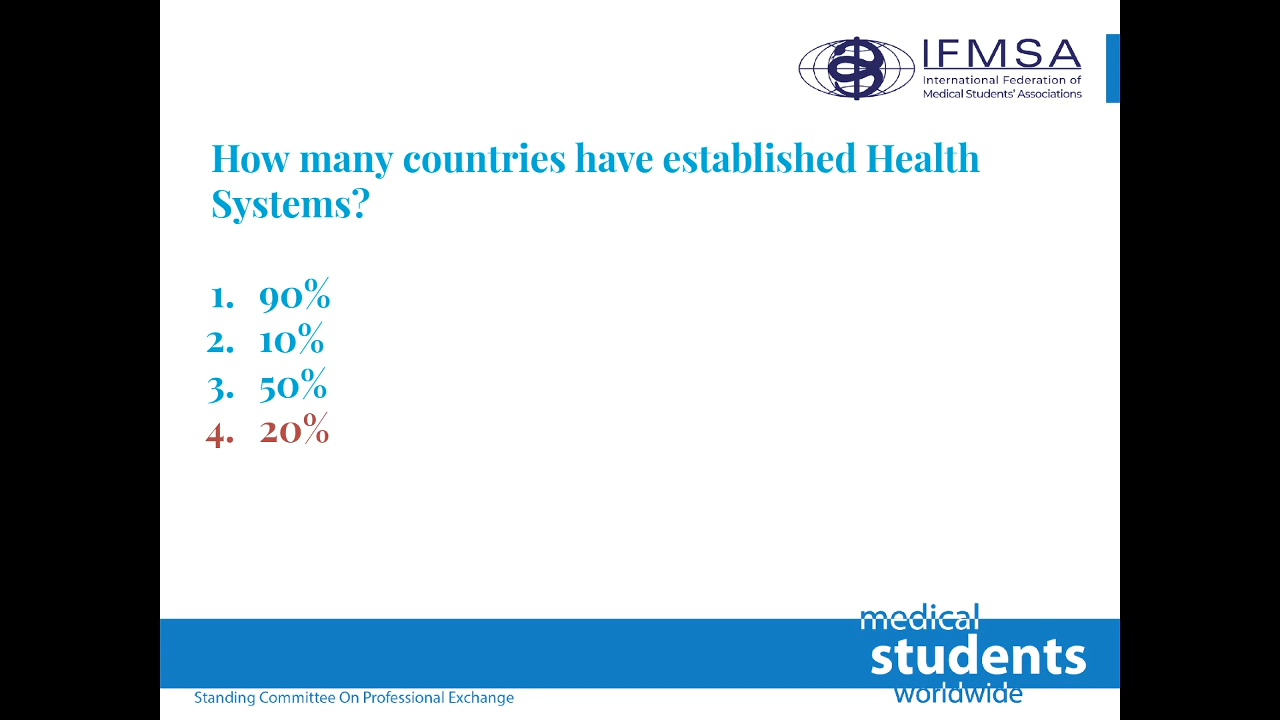 IFMSA
International Federation of
Medical Students' Associations
How many countries have established Health
Systems?
1. 90%
2. 10%
3. 50%
4. 20%
medical
students
worldwide
Standing Committee On Professional Exchange